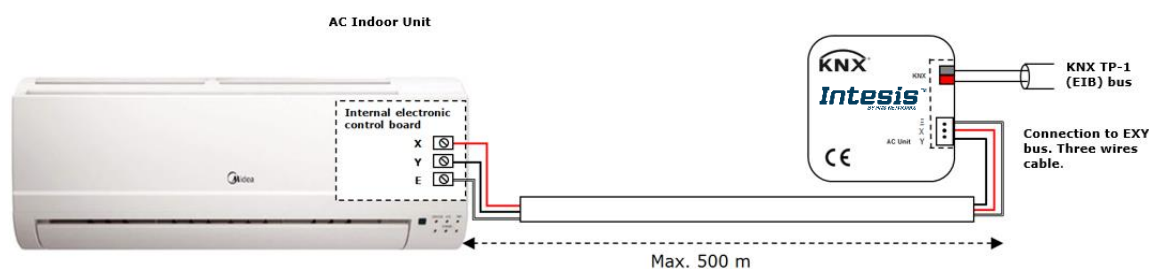 AC Indoor Unit
Internal electronic
control board
X
Y
E
Midea
KNX
KNX
Intesis™
E
X
AC Unit Y
CE
KNX TP-1
(EIB) bus
Connection to EXY
bus. Three wires
cable.
Max. 500 m